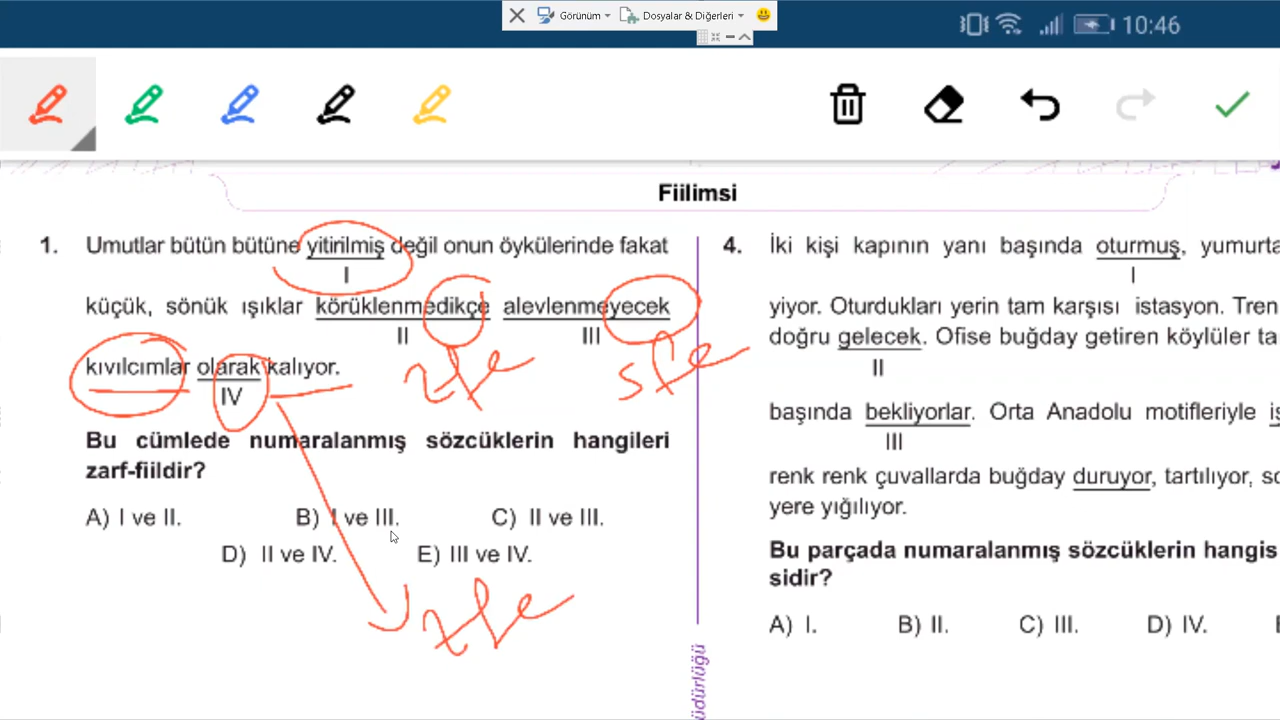 Görünüm
Dosyalar & Diğerleri
10:46
Fiilimsi
1. Umutlar bütün bütüne yitirilmiş değil onun öykülerinde fakat
I
küçük, sönük ışıklar körüklenmedikçe alevlenmeyecek
II III
kıvılcımlar olarak kalıyor.
IV
zfe
sfe
Bu cümlede numaralanmış sözcüklerin hangileri
zarf-fiildir?
A) I ve II. B) I ve III. C) II ve III.
D) II ve IV. E) III ve IV.
zfe
4. İki kişi kapının yanı başında oturmuş, yumurta
I
yiyor. Oturdukları yerin tam karşısı istasyon. Tren
doğru gelecek. Ofise buğday getiren köylüler ta
II
başında bekliyorlar. Orta Anadolu motifleriyle
III
renk renk çuvallarda buğday duruyor, tartılıyor,
yere yığılıyor.
Bu parçada numaralanmış sözcüklerin hangis
sidir?
A) I. B) II. C) III. D) IV.
üdürlüğü